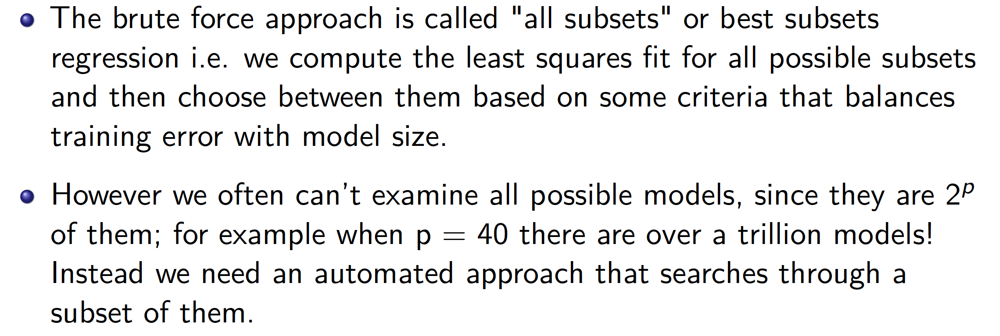 The brute force approach is called "all subsets" or best subsets
regression i.e. we compute the least squares fit for all possible subsets
and then choose between them based on some criteria that balances
training error with model size.
However we often can't examine all possible models, since they are 2^p
of them; for example when p = 40 there are over a trillion models!
Instead we need an automated approach that searches through a
subset of them.